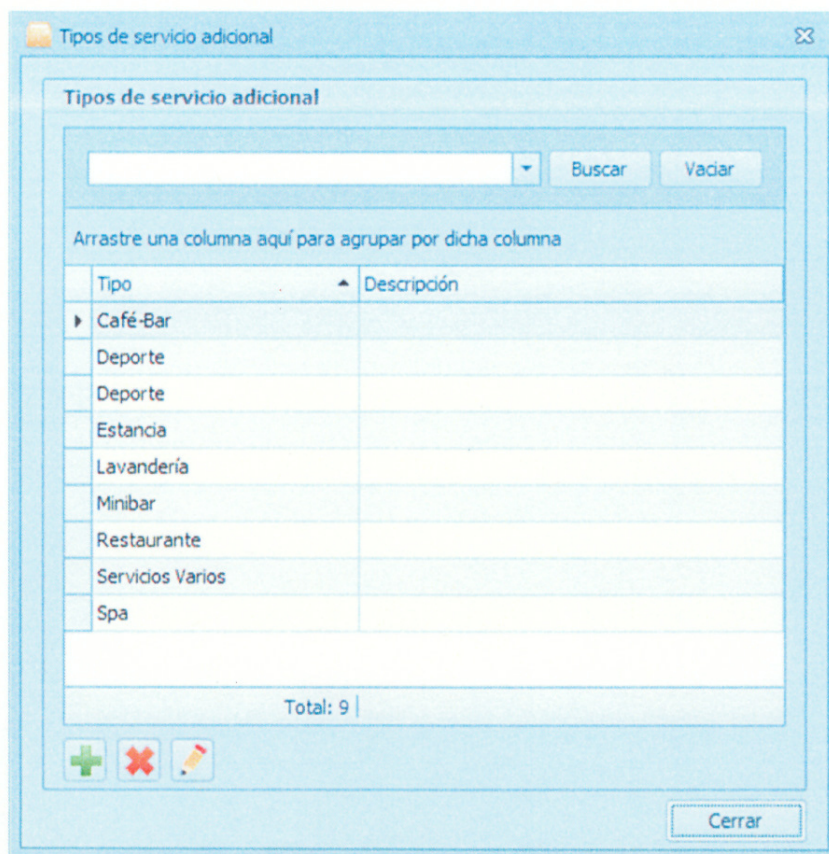 Tipos de servicio adicional
Tipos de servicio adicional
Buscar Vaciar
Arrastre una columna aquí para agrupar por dicha columna
Tipo Descripción
Café-Bar
Deporte
Deporte
Estancia
Lavandería
Minibar
Restaurante
Servicios Varios
Spa
Total: 9
Cerrar